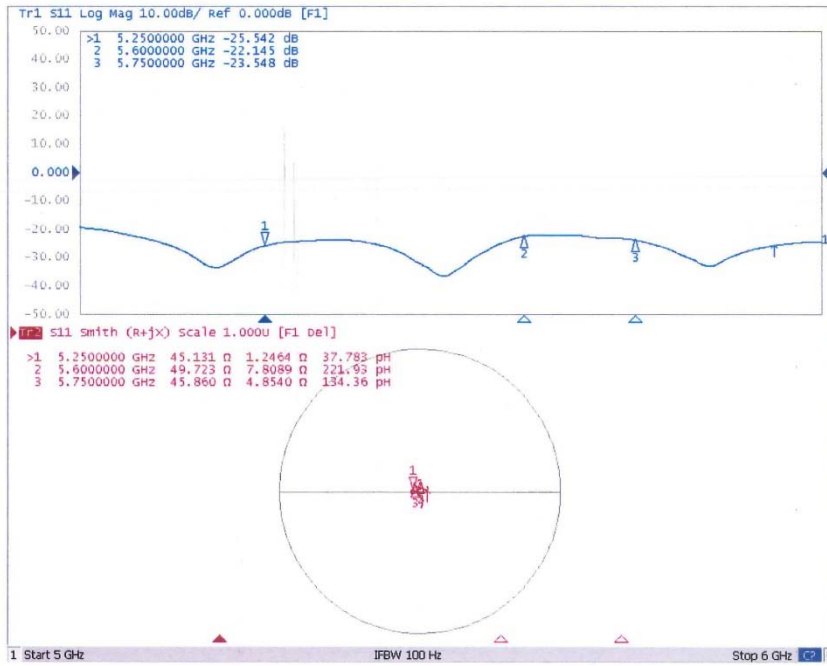 Tr1 S11 Log Mag 10.00dB/ Ref 0.000dB [F1]
50.00
>1 5.2500000 GHz -25.542 dB
2 5.6000000 GHz -22.145 dB
3 5.7500000 GHz -23.548 dB
40.00
30.00
20.00
10.00
0.000
-10.00
-20.00
-30.00
-40.00
-50.00
1
2
3
1
Tr2 S11 Smith (R+jX) Scale 1.000U [F1 Del]
>1 5.2500000 GHz 45.131 Ω 1.2464 Ω 37.783 pH
2 5.6000000 GHz 49.723 Ω 7.8089 Ω 221.93 pH
3 5.7500000 GHz 45.860 Ω 4.8540 Ω 134.36 pH
1
3
1 Start 5 GHz IFBW 100 Hz Stop 6 GHz C2